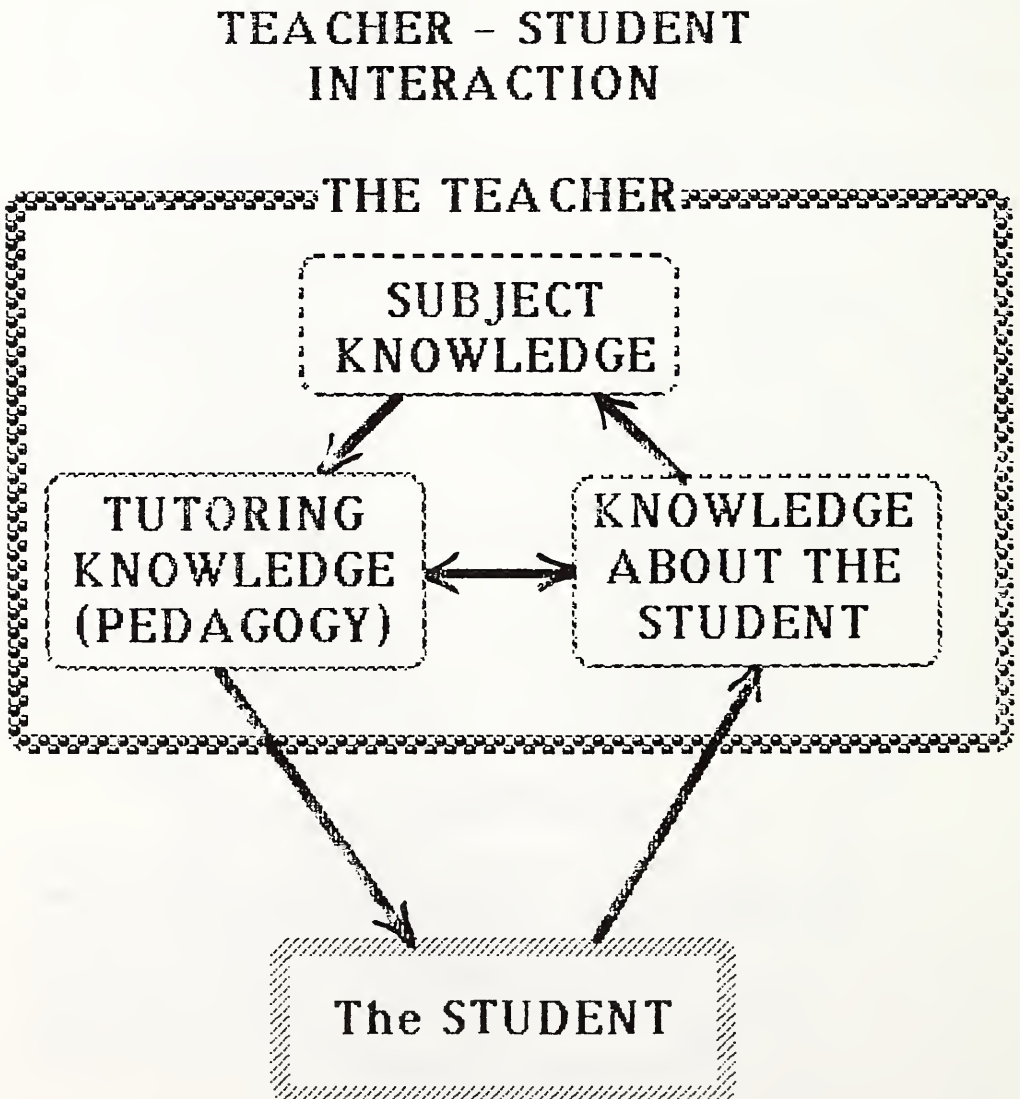 TEACHER - STUDENT
INTERACTION
THE TEACHER
SUBJECT
KNOWLEDGE
TUTORING
KNOWLEDGE
(PEDAGOGY)
KNOWLEDGE
ABOUT THE
STUDENT
The STUDENT